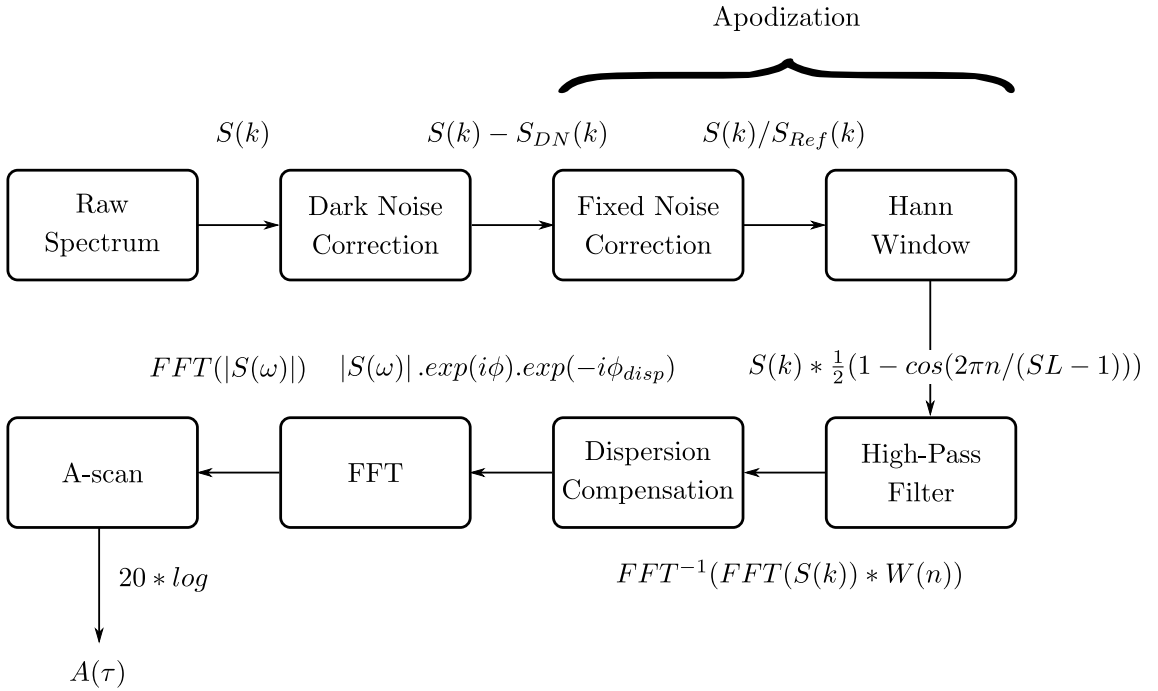 Apodization
S(k)
S(k) − S_{DN}(k)
S(k)/S_{Ref}(k)
Raw
Spectrum
Dark Noise
Correction
Fixed Noise
Correction
Hann
Window
FFT(|S(ω)|)
|S(ω)| .exp(iϕ).exp(−iϕ_{disp})
S(k) ∗ \frac{1}{2}(1 − cos(2πn/(SL − 1)))
A-scan
FFT
Dispersion
Compensation
High-Pass
Filter
20 ∗ log
FFT^{−1}(FFT(S(k)) ∗ W(n))
A(τ)